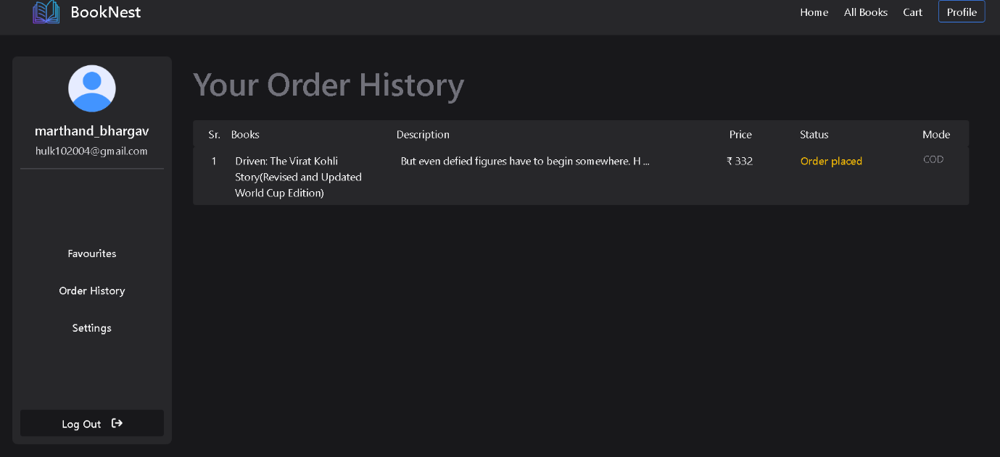 BookNest
Home All Books Cart Profile
marthand_bhargav
hulk102004@gmail.com
Favourites
Order History
Settings
Log Out
Your Order History
Sr. Books Description Price Status Mode
1 Driven: The Virat Kohli But even defied figures have to begin somewhere. H ... ₹ 332 Order placed COD
Story(Revised and Updated
World Cup Edition)